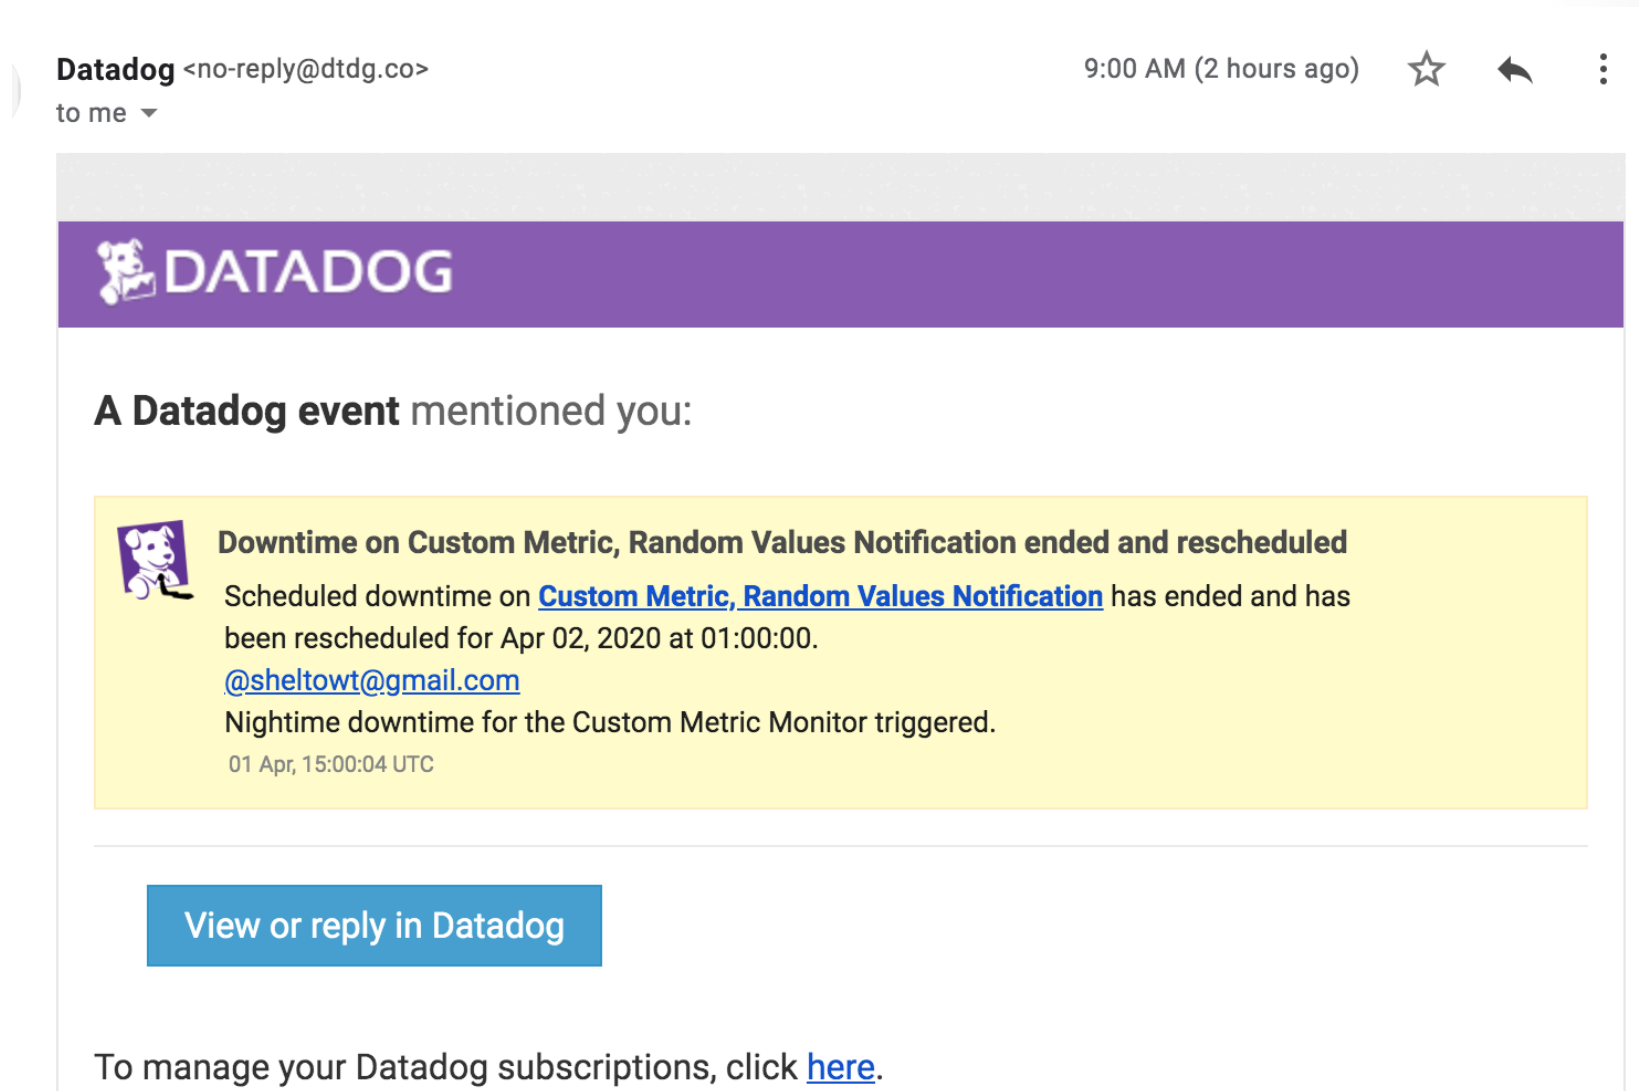 Datadog <no-reply@dtdg.co>
9:00 AM (2 hours ago)
to me
DATADOG
A Datadog event mentioned you:
Downtime on Custom Metric, Random Values Notification ended and rescheduled
Scheduled downtime on Custom Metric, Random Values Notification has ended and has
been rescheduled for Apr 02, 2020 at 01:00:00.
@sheltowt@gmail.com
Nightime downtime for the Custom Metric Monitor triggered.
01 Apr, 15:00:04 UTC
View or reply in Datadog
To manage your Datadog subscriptions, click here.